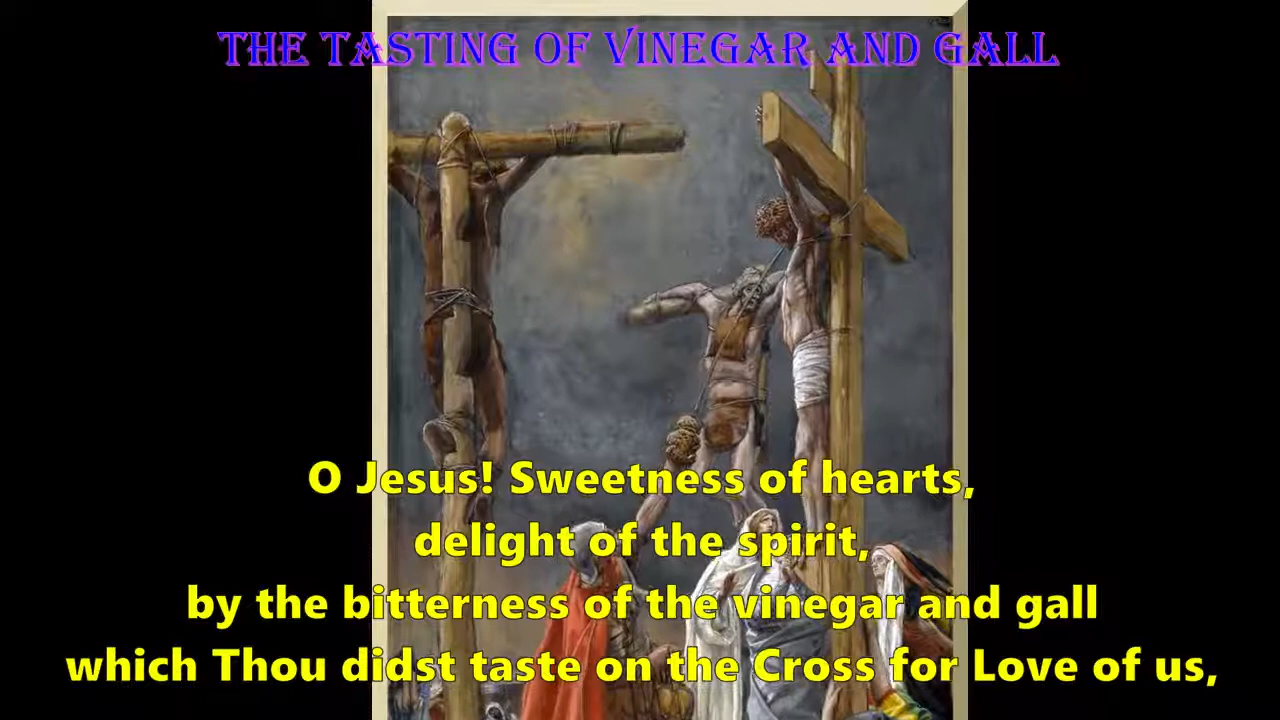 THE TASTING OF VINEGAR AND GALL
O Jesus! Sweetness of hearts,
delight of the spirit,
by the bitterness of the vinegar and gall
which Thou didst taste on the Cross for Love of us,